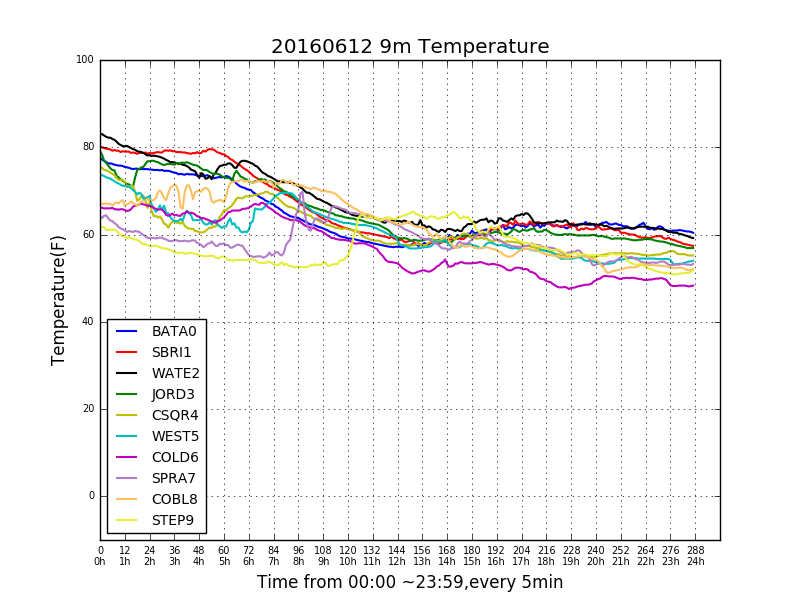 20160612 9m Temperature
100
80
60
40
20
0
Temperature(F)
BATA0
SBRI1
WATE2
JORD3
CSQR4
WEST5
COLD6
SPRA7
COBL8
STEP9
0 12 24 36 48 60 72 84 96 108 120 132 144 156 168 180 192 204 216 228 240 252 264 276 288
0h 1h 2h 3h 4h 5h 6h 7h 8h 9h 10h 11h 12h 13h 14h 15h 16h 17h 18h 19h 20h 21h 22h 23h 24h
Time from 00:00 ~23:59,every 5min